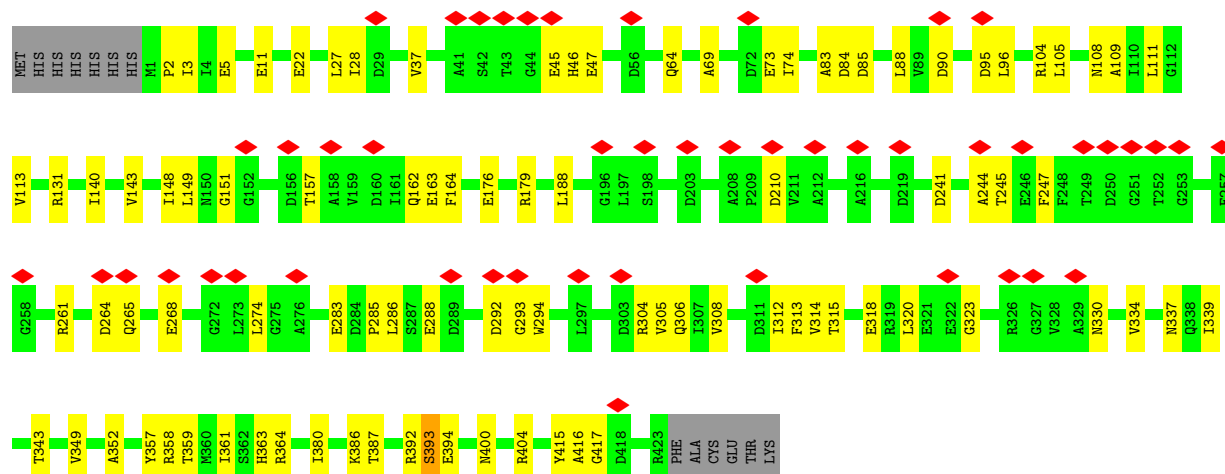 MET HIS HIS HIS HIS HIS HIS M1 P2 I3 I4 E5 E11 E22 L27 I28 D29 V37 A41 S42 T43 G44 E45 H46 E47 D56 Q64 A69 D72 E73 I74 A83 D84 D85 L88 V89 D90 D95 L96 R104 L105 N108 A109 I110 L111 G112
V113 R131 I140 V143 I148 L149 N150 G151 G152 D156 T157 A158 V159 D160 I161 Q162 E163 F164 E176 R179 L188 G196 L197 S198 D203 A208 P209 D210 V211 A212 A216 D219 D241 A244 T245 E246 F247 F248 T249 D250 G251 T252 G253 E257
G258 R261 D264 Q265 E268 G272 L273 L274 G275 A276 E283 D284 P285 L286 S287 E288 D289 D292 G293 W294 L297 D303 R304 V305 Q306 I307 V308 D311 I312 F313 V314 T315 E318 R319 L320 E321 E322 G323 R326 G327 V328 A329 N330 V334 N337 Q338 I339
T343 V349 A352 Y357 R358 T359 M360 I361 S362 H363 R364 I380 K386 T387 R392 S393 E394 N400 R404 Y415 A416 G417 D418 R423 PHE ALA CYS GLU THR LYS